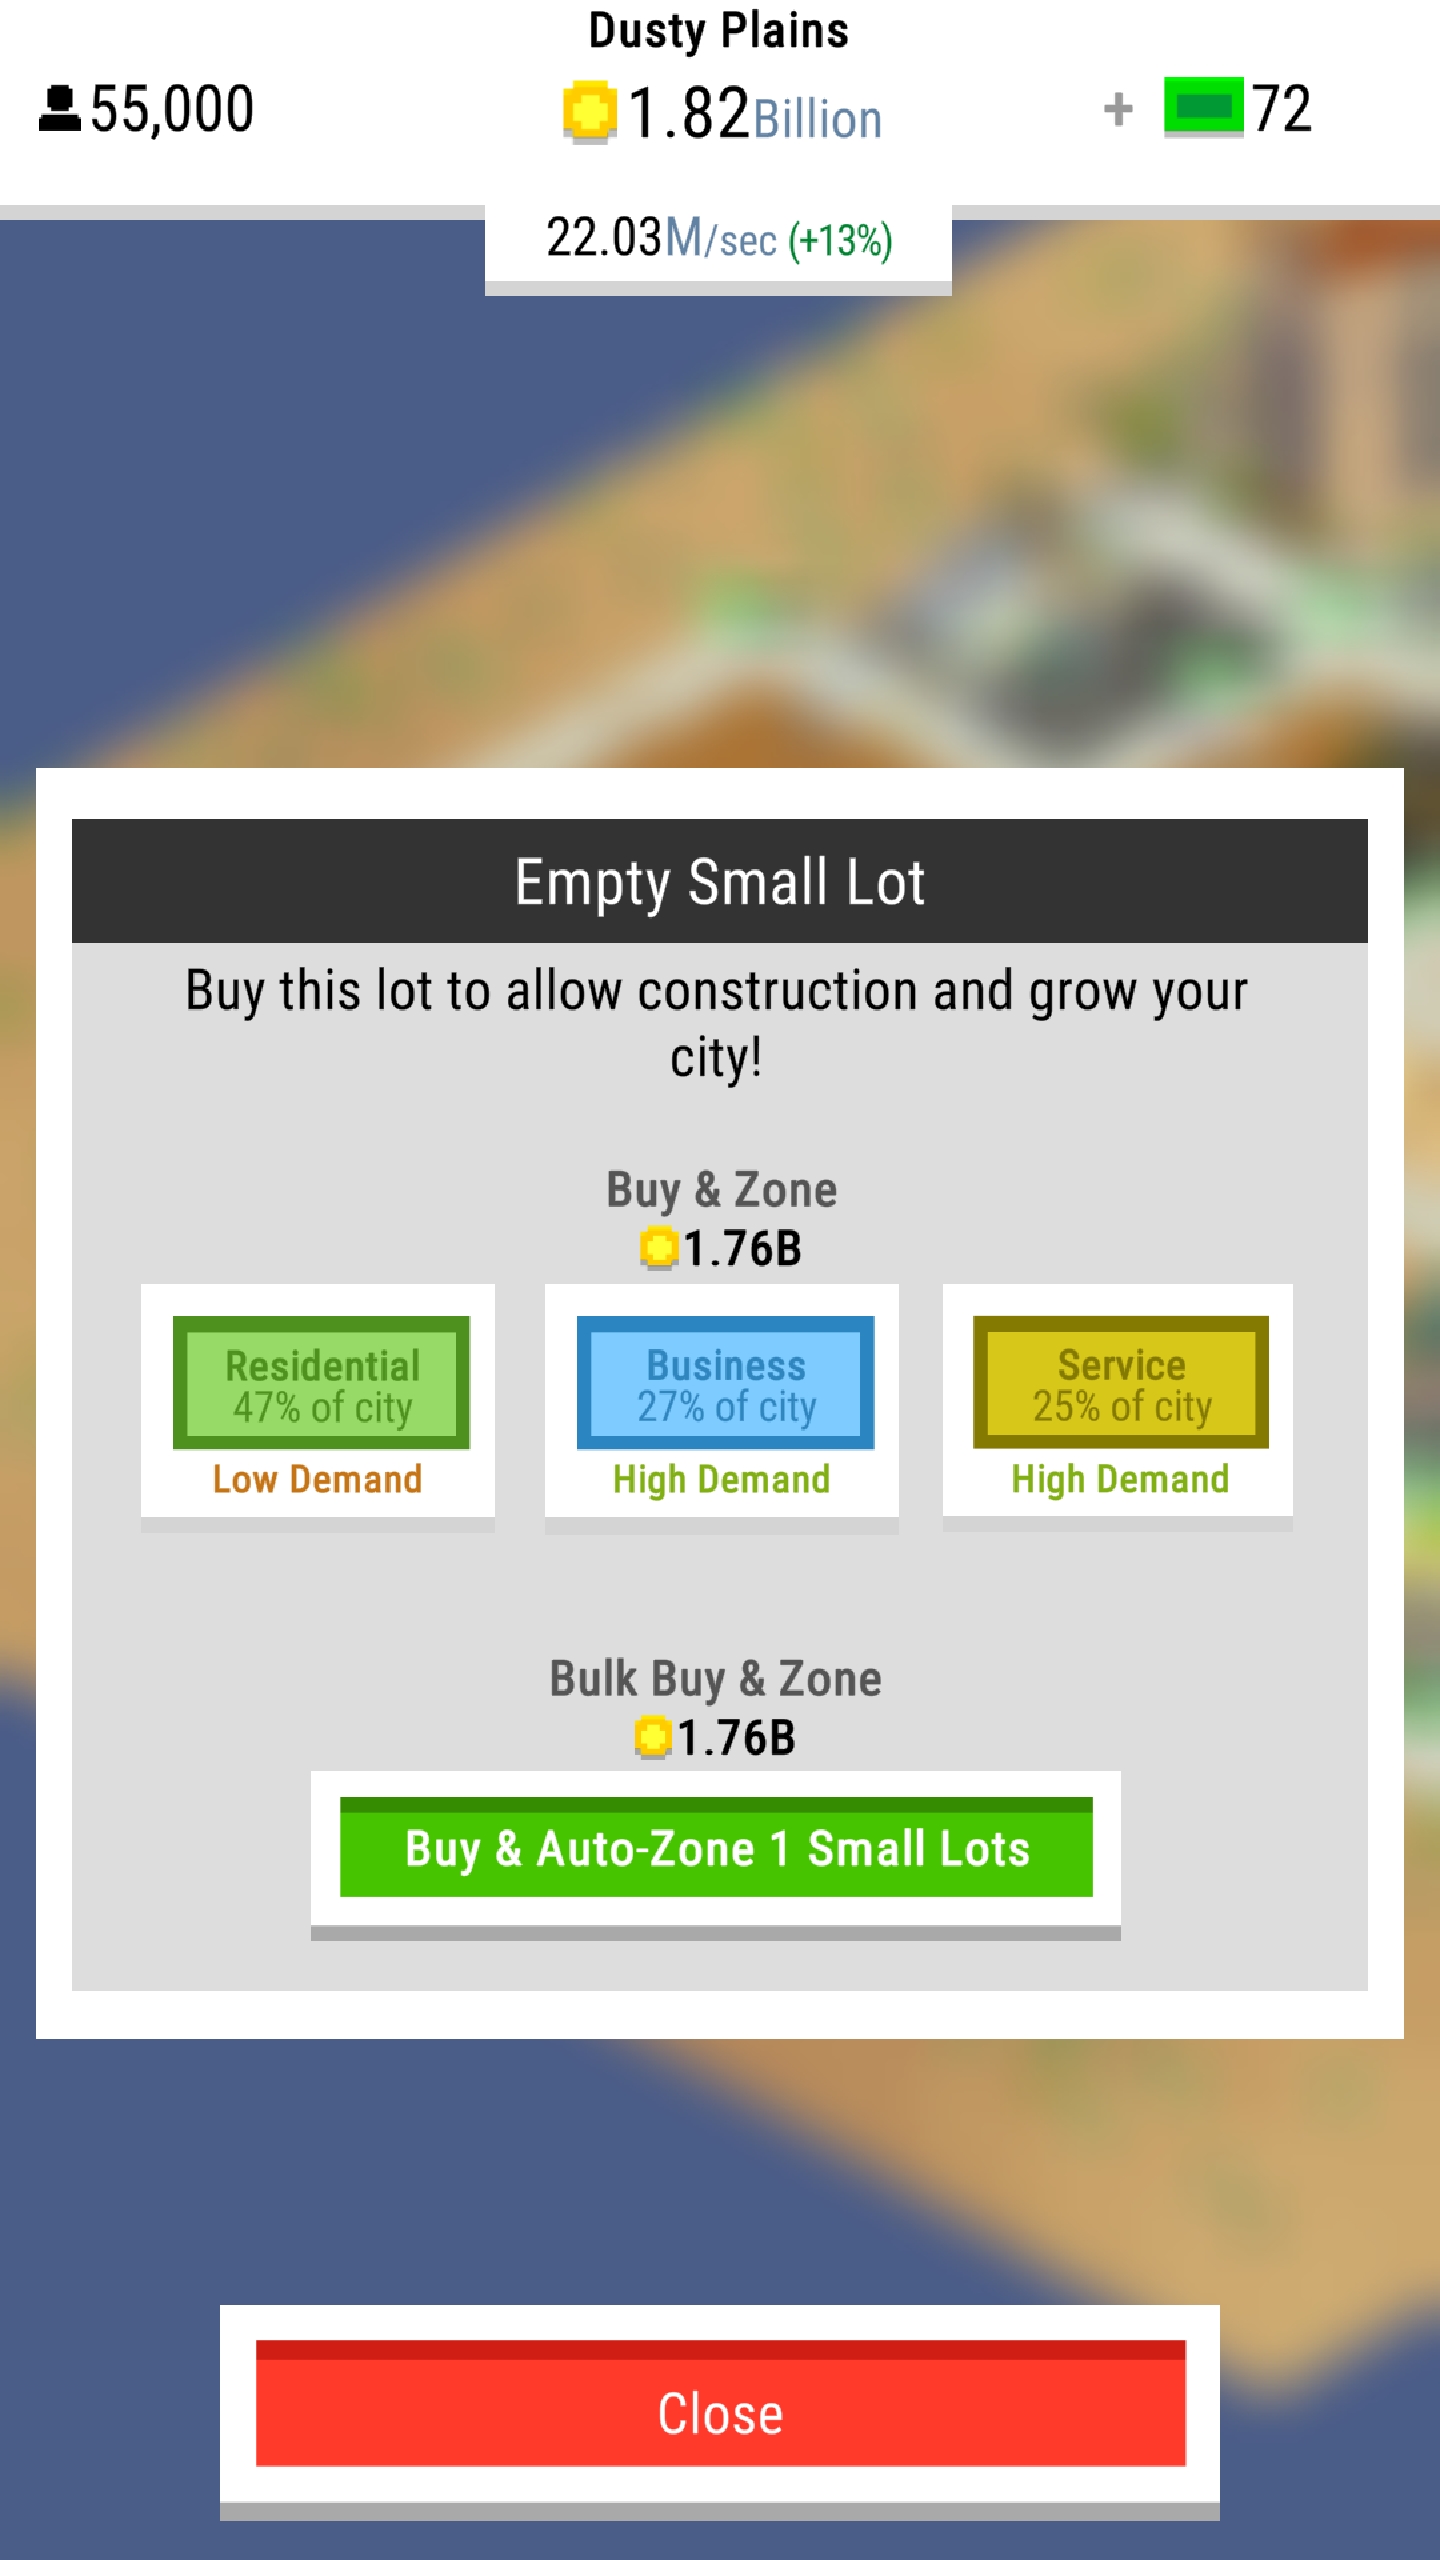 Dusty Plains
55,000
1.82Billion
+ 72
22.03M/sec (+13%)
Empty Small Lot
Buy this lot to allow construction and grow your
city!
Buy & Zone
1.76B
Residential
47% of city
Low Demand
Business
27% of city
High Demand
Service
25% of city
High Demand
Bulk Buy & Zone
1.76B
Buy & Auto-Zone 1 Small Lots
Close